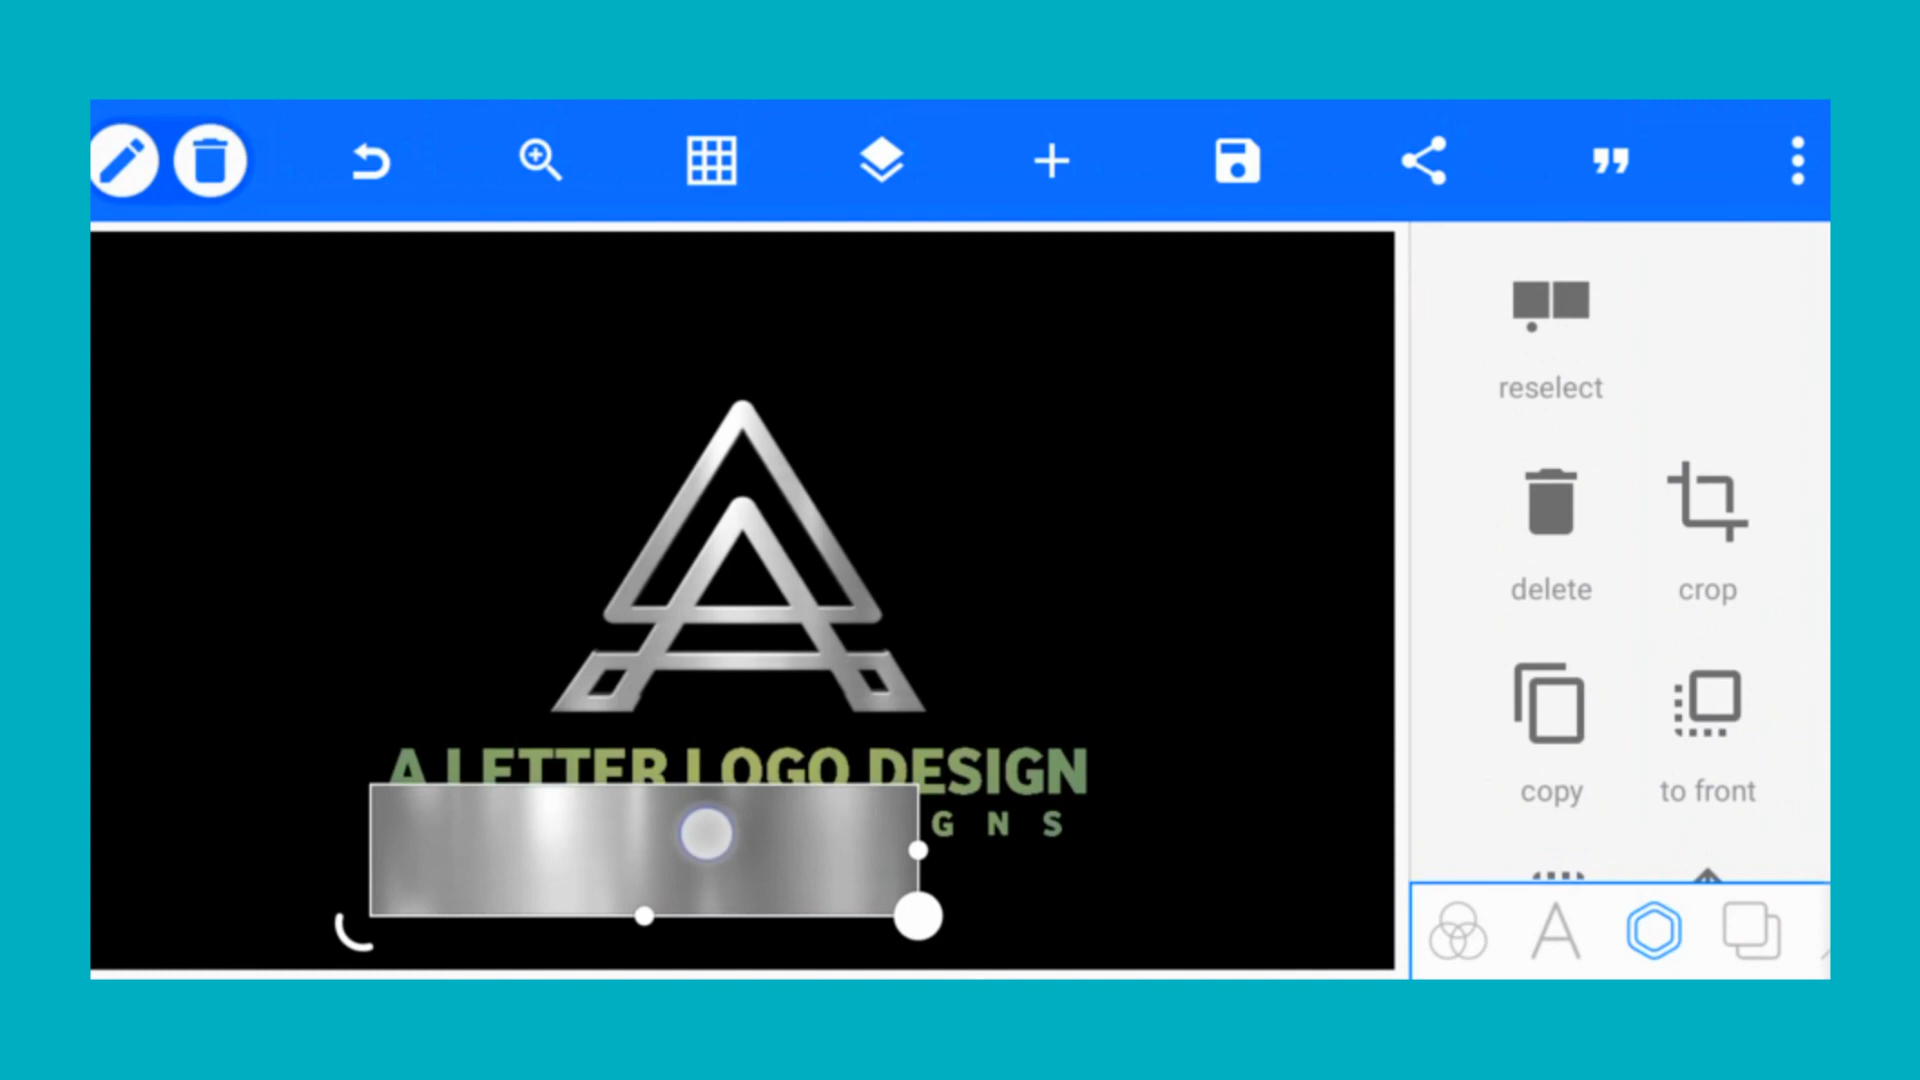 reselect
delete crop
copy to front
A LETTER LOGO DESIGN
G N S